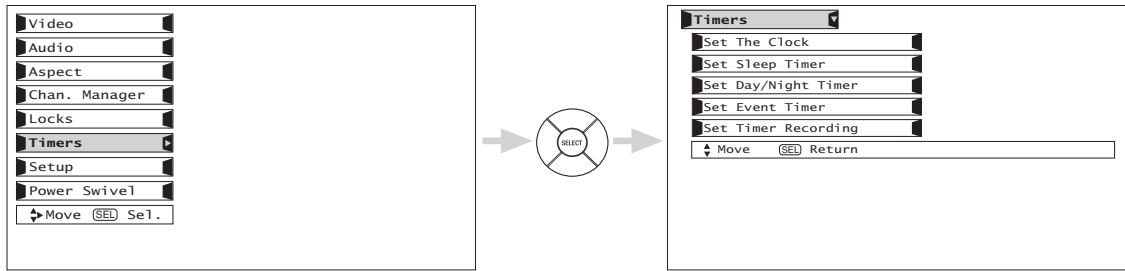 Video
Audio
Aspect
Chan. Manager
Locks
Timers
Setup
Power Swivel
Move SEL Sel.
SELECT
Timers
Set The Clock
Set Sleep Timer
Set Day/Night Timer
Set Event Timer
Set Timer Recording
Move SEL Return